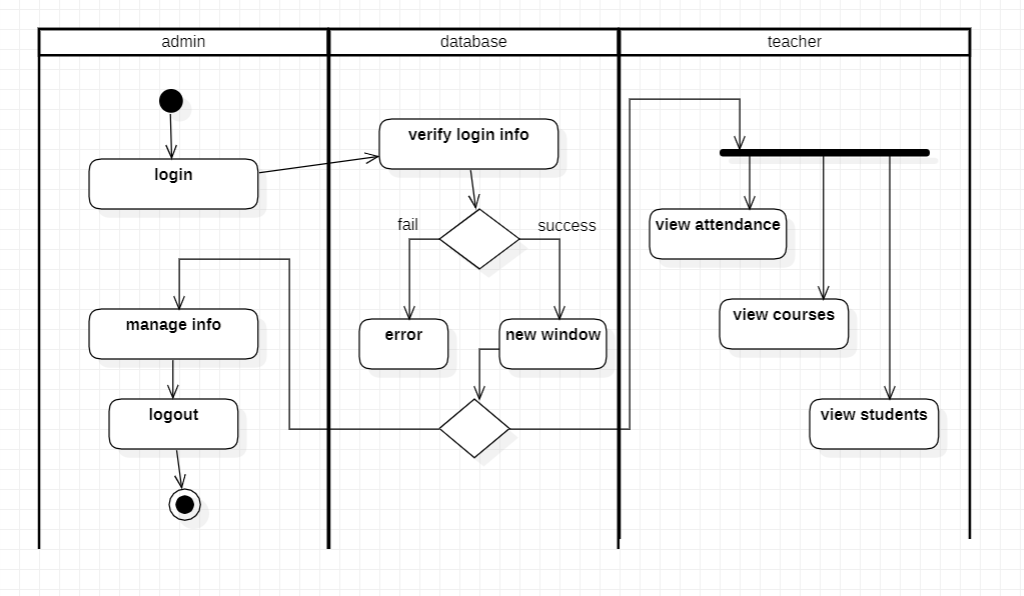 admin
database
teacher
verify login info
login
fail
success
view attendance
manage info
error
new window
view courses
logout
view students